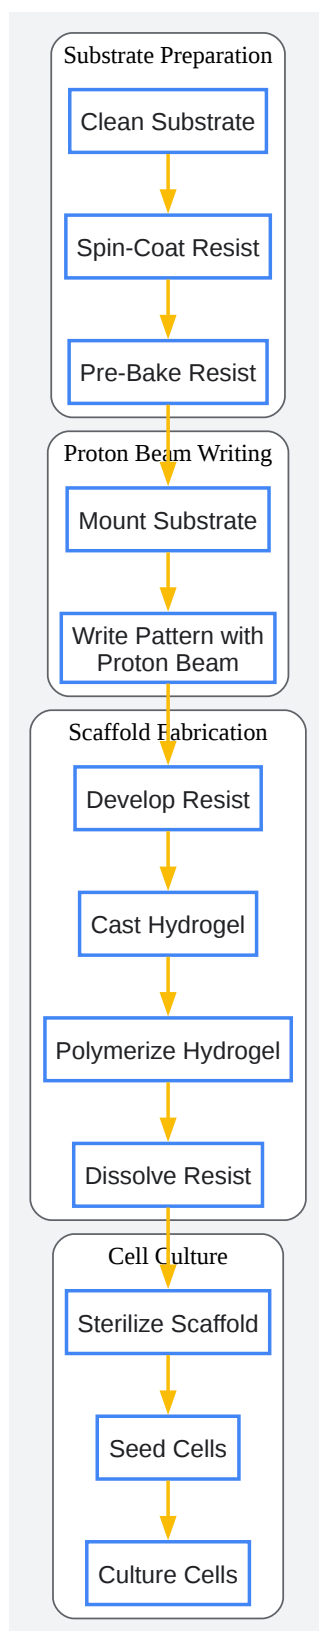 Substrate Preparation
Clean Substrate
Spin-Coat Resist
Pre-Bake Resist
Proton Beam Writing
Mount Substrate
Write Pattern with
Proton Beam
Scaffold Fabrication
Develop Resist
Cast Hydrogel
Polymerize Hydrogel
Dissolve Resist
Cell Culture
Sterilize Scaffold
Seed Cells
Culture Cells